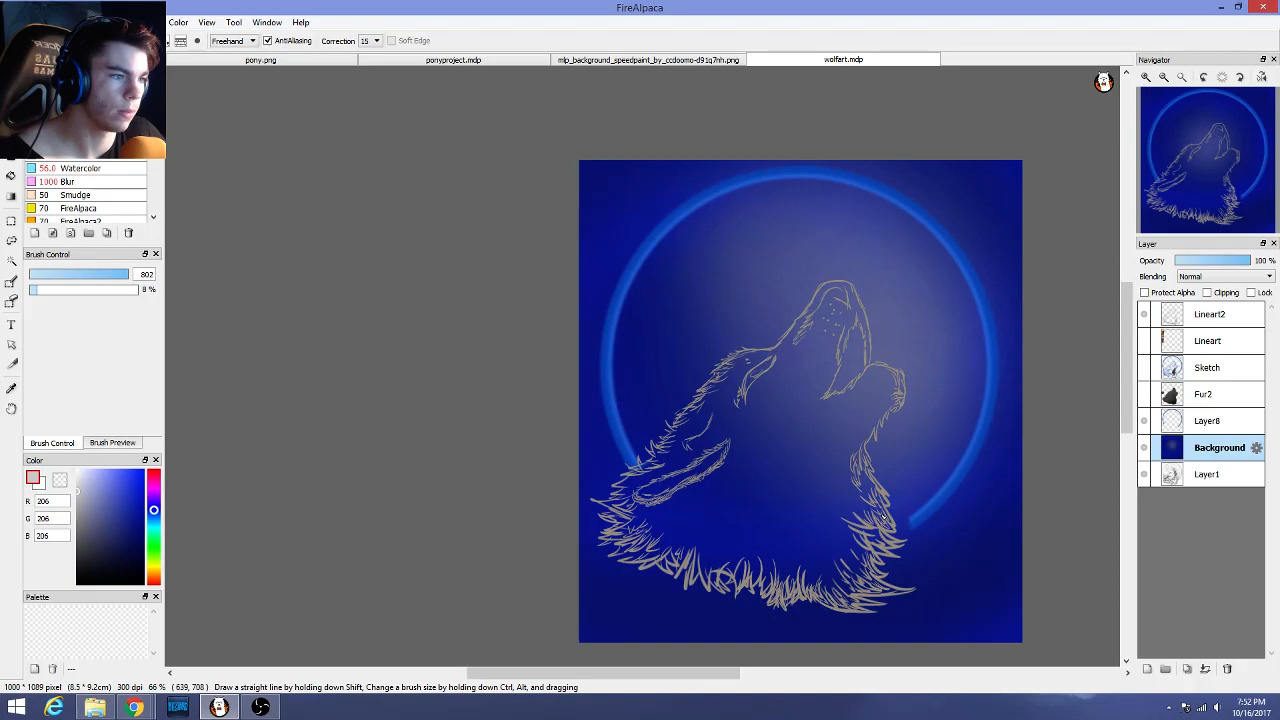 FireAlpaca
Color View Tool Window Help
Freehand AntiAliasing Correction 15 Soft Edge
pony.png ponyproject.mdp mlp_background_speedpaint_by_ccdoomo-d91q7nh.png wolfart.mdp
Navigator
56.0 Watercolor
1000 Blur
50 Smudge
70 FireAlpaca
70 FireAlpaca2
Brush Control
802
8 %
Brush Control Brush Preview
Color
R 206
G 206
B 206
Palette
---
Layer
Opacity 100 %
Blending Normal
Protect Alpha Clipping Lock
Lineart2
Lineart
Sketch
Fur2
Layer8
Background
Layer1
1000 * 1089 pixel (8.5 * 9.2cm) 300 dpi 66 % (639, 708) Draw a straight line by holding down Shift, Change a brush size by holding down Ctrl, Alt, and dragging
7:52 PM
10/16/2017